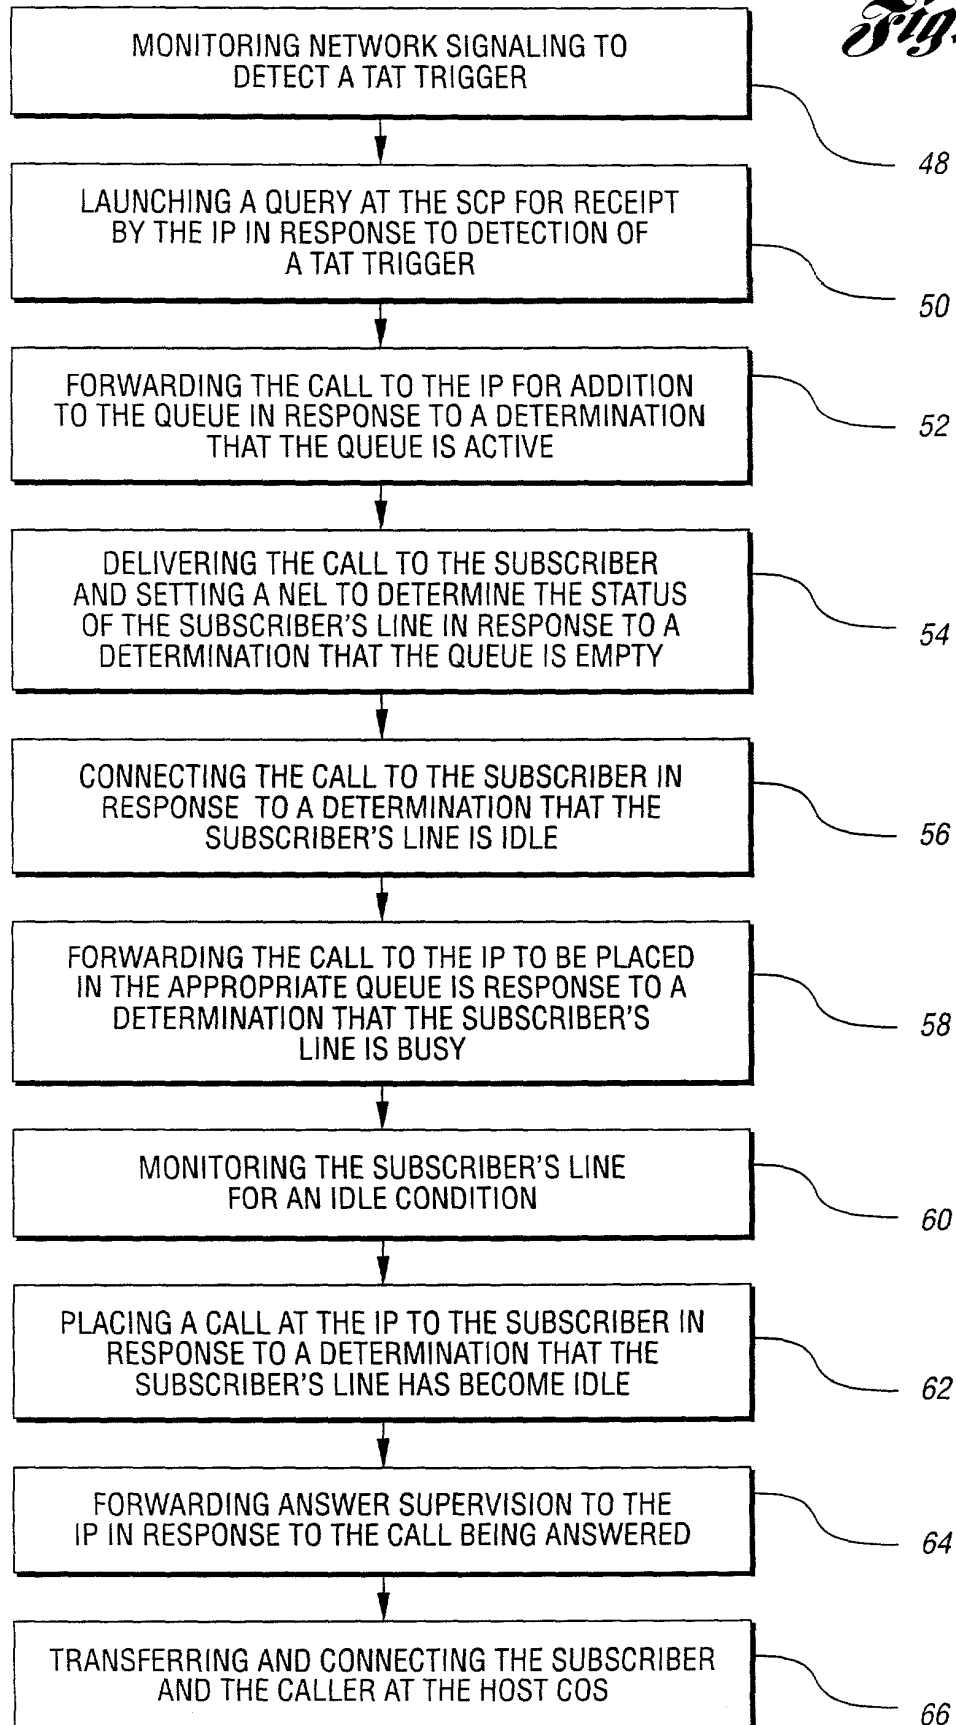 Fig.
MONITORING NETWORK SIGNALING TO
DETECT A TAT TRIGGER
48
LAUNCHING A QUERY AT THE SCP FOR RECEIPT
BY THE IP IN RESPONSE TO DETECTION OF
A TAT TRIGGER
50
FORWARDING THE CALL TO THE IP FOR ADDITION
TO THE QUEUE IN RESPONSE TO A DETERMINATION
THAT THE QUEUE IS ACTIVE
52
DELIVERING THE CALL TO THE SUBSCRIBER
AND SETTING A NEL TO DETERMINE THE STATUS
OF THE SUBSCRIBER'S LINE IN RESPONSE TO A
DETERMINATION THAT THE QUEUE IS EMPTY
54
CONNECTING THE CALL TO THE SUBSCRIBER IN
RESPONSE TO A DETERMINATION THAT THE
SUBSCRIBER'S LINE IS IDLE
56
FORWARDING THE CALL TO THE IP TO BE PLACED
IN THE APPROPRIATE QUEUE IS RESPONSE TO A
DETERMINATION THAT THE SUBSCRIBER'S
LINE IS BUSY
58
MONITORING THE SUBSCRIBER'S LINE
FOR AN IDLE CONDITION
60
PLACING A CALL AT THE IP TO THE SUBSCRIBER IN
RESPONSE TO A DETERMINATION THAT THE
SUBSCRIBER'S LINE HAS BECOME IDLE
62
FORWARDING ANSWER SUPERVISION TO THE
IP IN RESPONSE TO THE CALL BEING ANSWERED
64
TRANSFERRING AND CONNECTING THE SUBSCRIBER
AND THE CALLER AT THE HOST COS
66